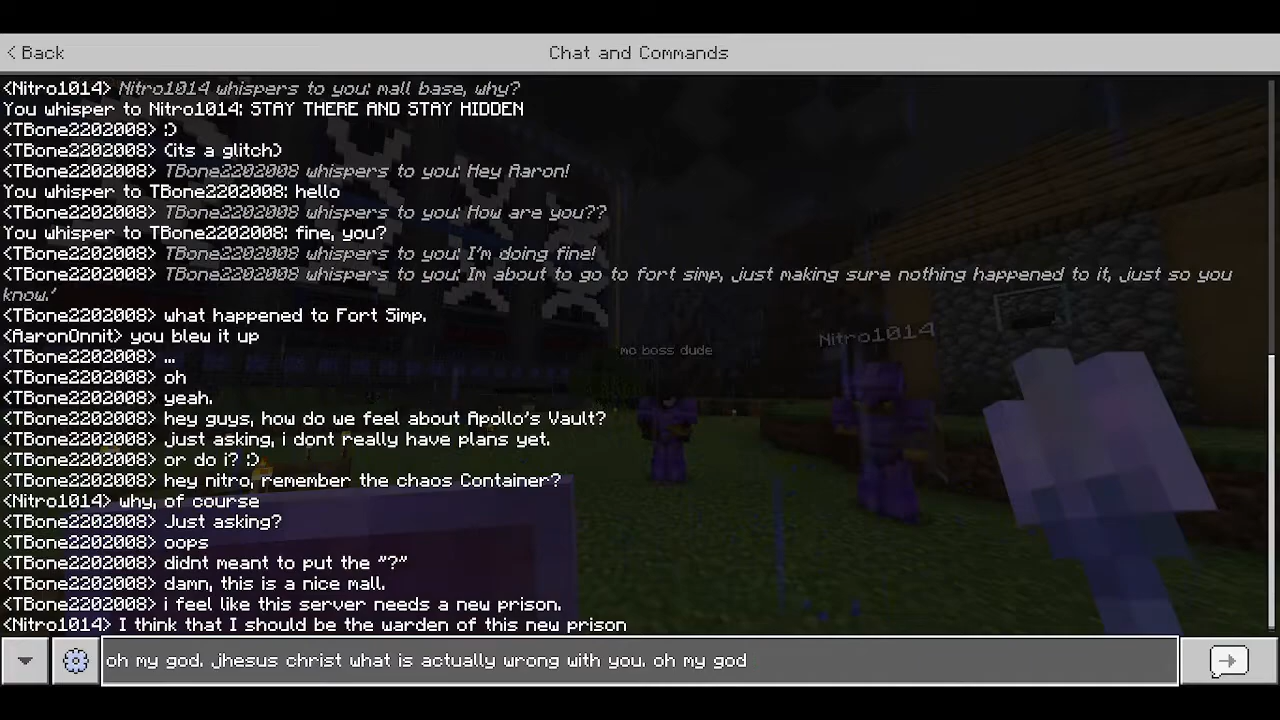 < Back
Chat and Commands
<Nitro1014> Nitro1014 whispers to you: mall base, why?
You whisper to Nitro1014: STAY THERE AND STAY HIDDEN
<TBone2202008> :)
<TBone2202008> (its a glitch)
<TBone2202008> TBone2202008 whispers to you: Hey Aaron!
You whisper to TBone2202008: hello
<TBone2202008> TBone2202008 whispers to you: How are you??
You whisper to TBone2202008: fine, you?
<TBone2202008> TBone2202008 whispers to you: I'm doing fine!
<TBone2202008> TBone2202008 whispers to you: Im about to go to fort simp, just making sure nothing happened to it, just so you
know.'
<TBone2202008> what happened to Fort Simp.
<AaronOnnit> you blew it up
<TBone2202008> ...
<TBone2202008> oh
<TBone2202008> yeah.
<TBone2202008> hey guys, how do we feel about Apollo's Vault?
<TBone2202008> just asking, i dont really have plans yet.
<TBone2202008> or do i? :)
<TBone2202008> hey nitro, remember the chaos Container?
<Nitro1014> why, of course
<TBone2202008> Just asking?
<TBone2202008> oops
<TBone2202008> didnt meant to put the "?"
<TBone2202008> damn, this is a nice mall.
<TBone2202008> i feel like this server needs a new prison.
<Nitro1014> I think that I should be the warden of this new prison
mo boss dude
Nitro1014
oh my god. jhesus christ what is actually wrong with you. oh my god